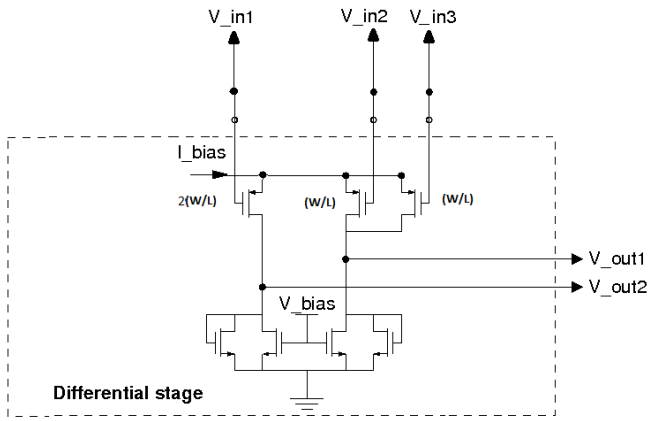 V_in1
V_in2
V_in3
I_bias
2(W/L)
(W/L)
(W/L)
V_out1
V_out2
V_bias
Differential stage